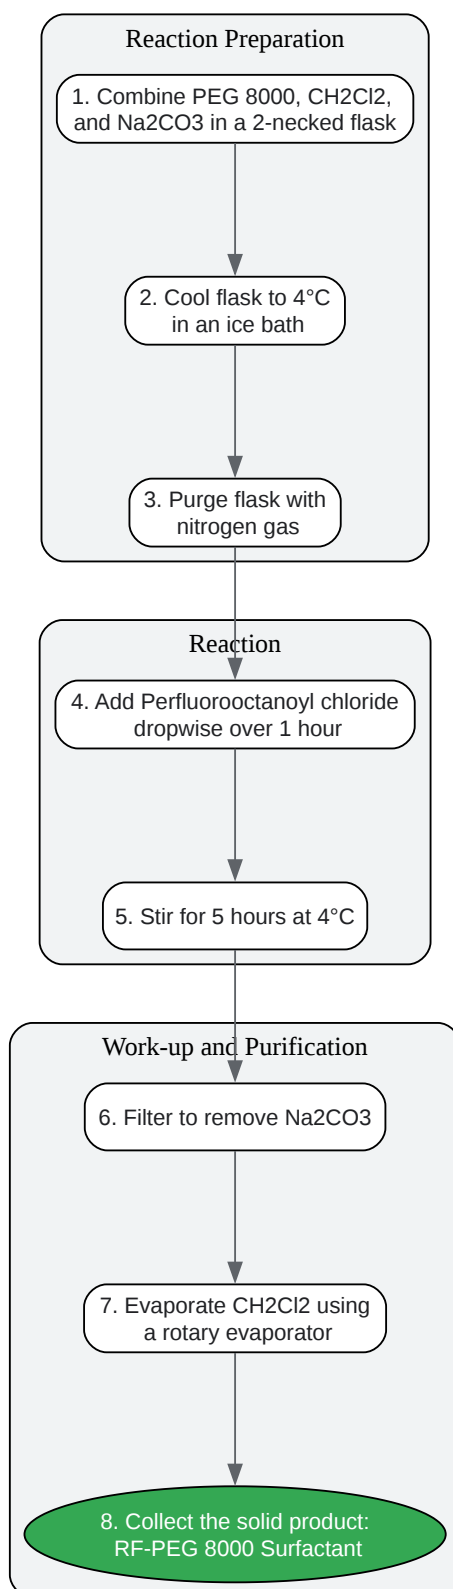 Reaction Preparation
1. Combine PEG 8000, CH2Cl2,
and Na2CO3 in a 2-necked flask
2. Cool flask to 4°C
in an ice bath
3. Purge flask with
nitrogen gas
Reaction
4. Add Perfluorooctanoyl chloride
dropwise over 1 hour
5. Stir for 5 hours at 4°C
Work-up and Purification
6. Filter to remove Na2CO3
7. Evaporate CH2Cl2 using
a rotary evaporator
8. Collect the solid product:
RF-PEG 8000 Surfactant